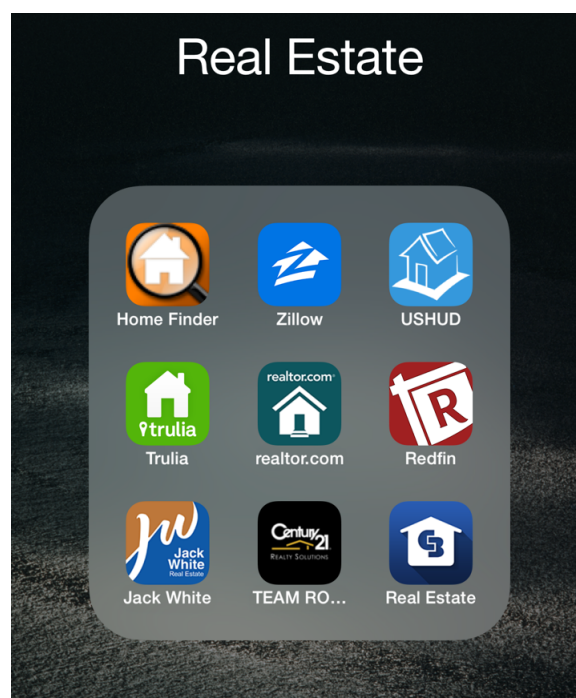 Real Estate
Home Finder
Zillow
USHUD
trulia
Trulia
realtor.com®
realtor.com
R
Redfin
jw
Jack
White
Real Estate
Jack White
Century 21
REALTY SOLUTIONS
TEAM RO...
CB
Real Estate